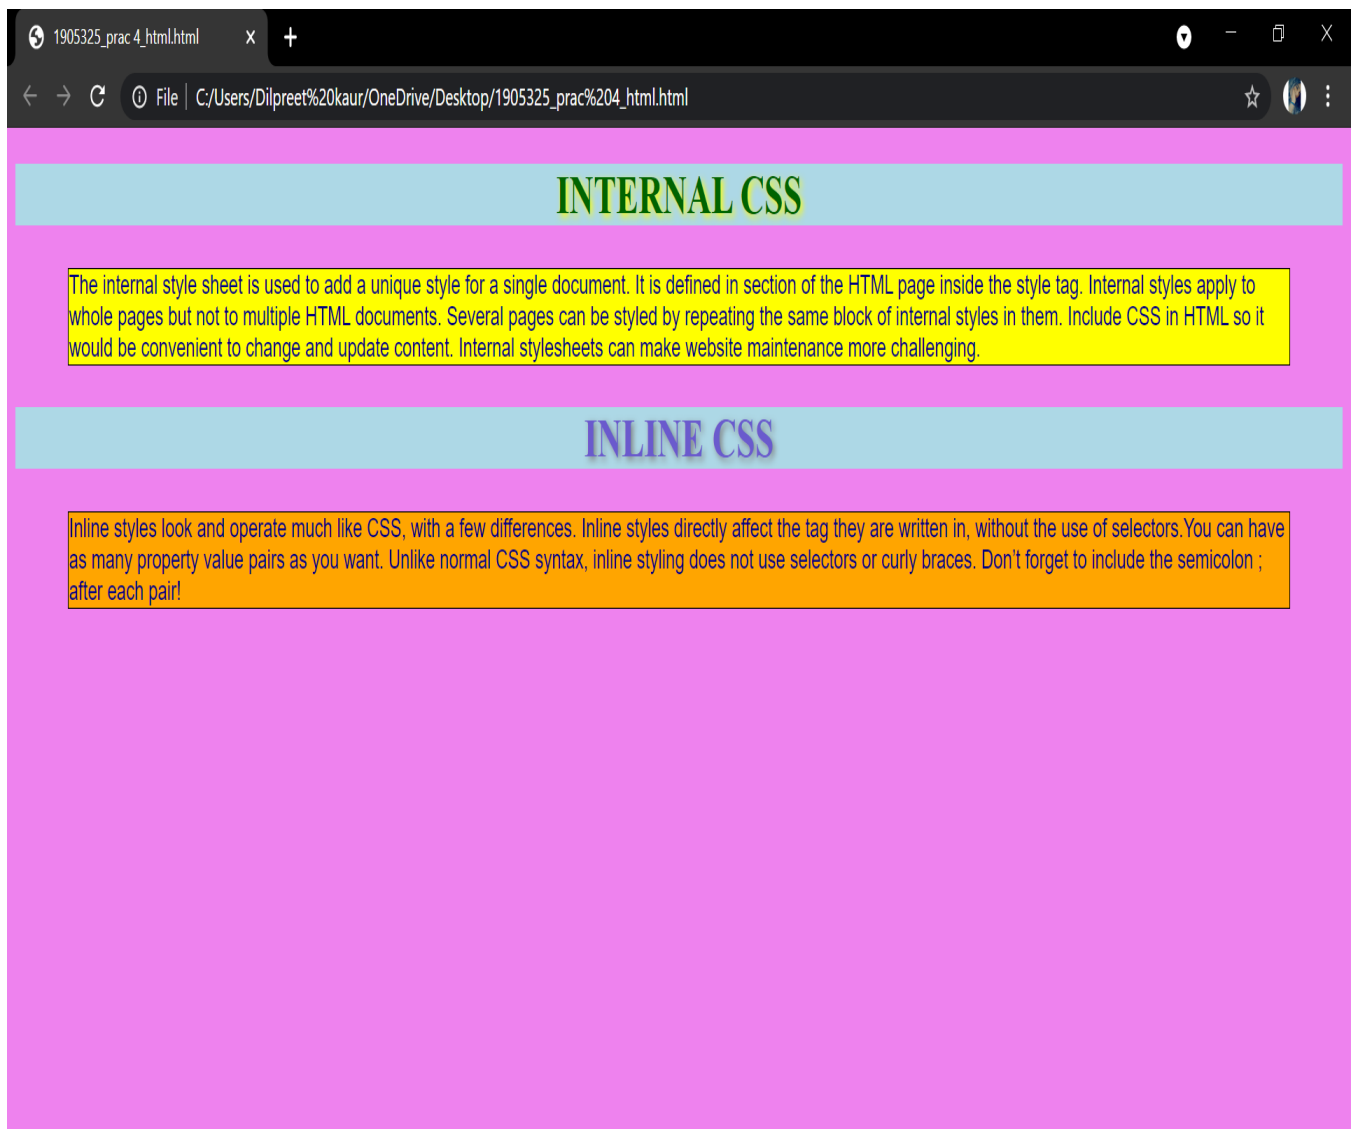 1905325_prac 4_html.html
File C:/Users/Dilpreet%20kaur/OneDrive/Desktop/1905325_prac%204_html.html
INTERNAL CSS
The internal style sheet is used to add a unique style for a single document. It is defined in section of the HTML page inside the style tag. Internal styles apply to
whole pages but not to multiple HTML documents. Several pages can be styled by repeating the same block of internal styles in them. Include CSS in HTML so it
would be convenient to change and update content. Internal stylesheets can make website maintenance more challenging.
INLINE CSS
Inline styles look and operate much like CSS, with a few differences. Inline styles directly affect the tag they are written in, without the use of selectors.You can have
as many property value pairs as you want. Unlike normal CSS syntax, inline styling does not use selectors or curly braces. Don’t forget to include the semicolon ;
after each pair!